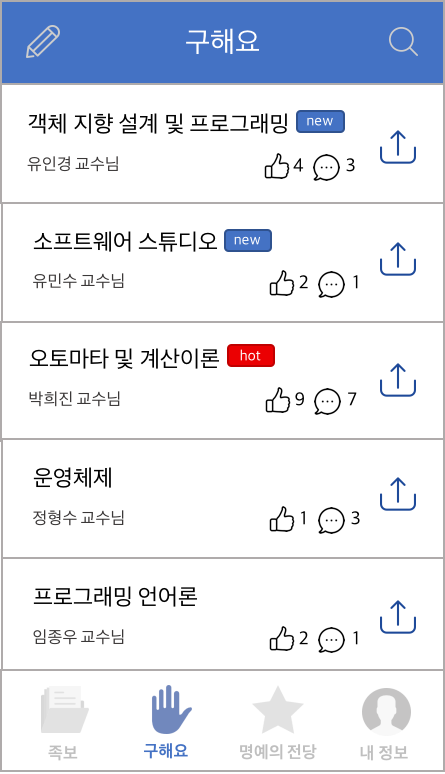 구해요
객체 지향 설계 및 프로그래밍 new
유인경 교수님 4 3
소프트웨어 스튜디오 new
유민수 교수님 2 1
오토마타 및 계산이론 hot
박희진 교수님 9 7
운영체제
정형수 교수님 1 3
프로그래밍 언어론
임종우 교수님 2 1
족보 구해요 명예의 전당 내 정보